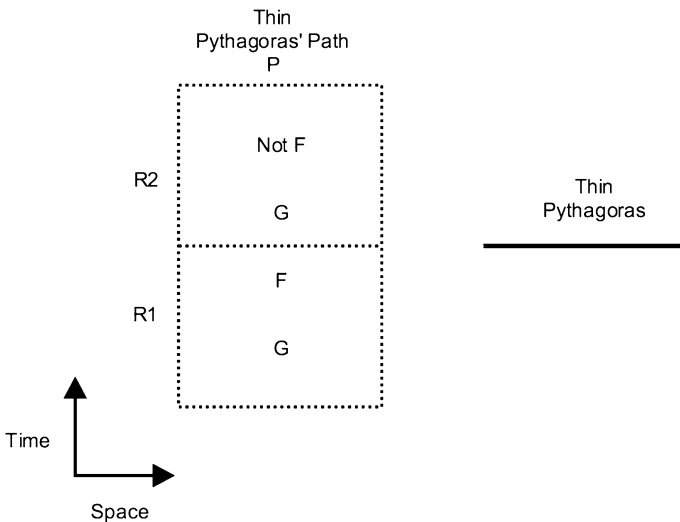 Thin
Pythagoras' Path
P
Not F
R2
G
Thin
Pythagoras
F
R1
G
Time
Space